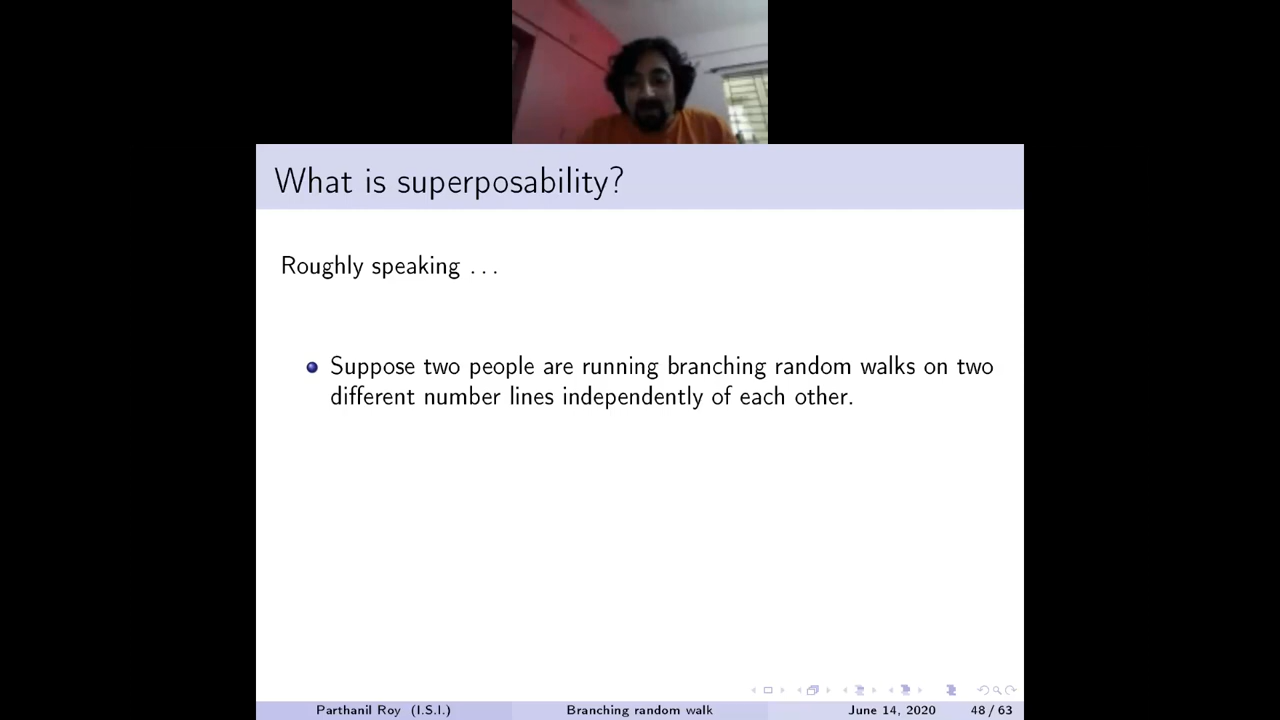 What is superposability?
Roughly speaking ...
Suppose two people are running branching random walks on two
different number lines independently of each other.
Parthanil Roy (I.S.I.) Branching random walk June 14, 2020 48 / 63